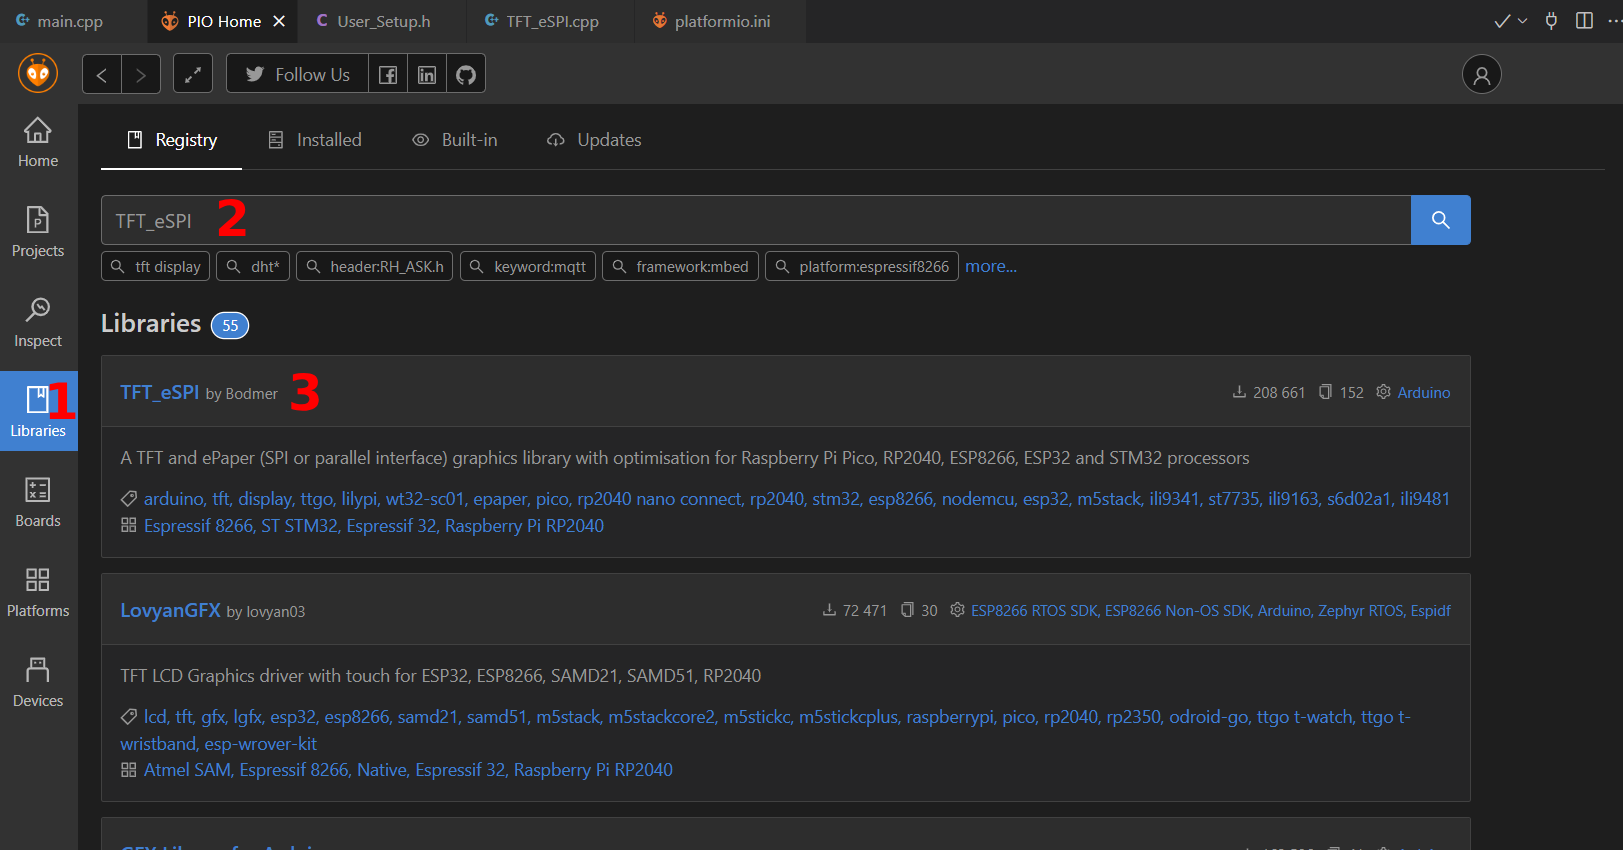 main.cpp PIO Home User_Setup.h TFT_eSPI.cpp platformio.ini
Follow Us
Home
Projects
Inspect
1
Libraries
Boards
Platforms
Devices
Registry Installed Built-in Updates
TFT_eSPI 2
tft display dht* header:RH_ASK.h keyword:mqtt framework:mbed platform:espressif8266 more...
Libraries 55
TFT_eSPI by Bodmer 3 208 661 152 Arduino
A TFT and ePaper (SPI or parallel interface) graphics library with optimisation for Raspberry Pi Pico, RP2040, ESP8266, ESP32 and STM32 processors
arduino, tft, display, ttgo, lilypi, wt32-sc01, epaper, pico, rp2040 nano connect, rp2040, stm32, esp8266, nodemcu, esp32, m5stack, ili9341, st7735, ili9163, s6d02a1, ili9481
Espressif 8266, ST STM32, Espressif 32, Raspberry Pi RP2040
LovyanGFX by lovyan03 72 471 30 ESP8266 RTOS SDK, ESP8266 Non-OS SDK, Arduino, Zephyr RTOS, Espidf
TFT LCD Graphics driver with touch for ESP32, ESP8266, SAMD21, SAMD51, RP2040
lcd, tft, gfx, lgfx, esp32, esp8266, samd21, samd51, m5stack, m5stackcore2, m5stickc, m5stickcplus, raspberrypi, pico, rp2040, rp2350, odroid-go, ttgo t-watch, ttgo t-
wristband, esp-wrover-kit
Atmel SAM, Espressif 8266, Native, Espressif 32, Raspberry Pi RP2040